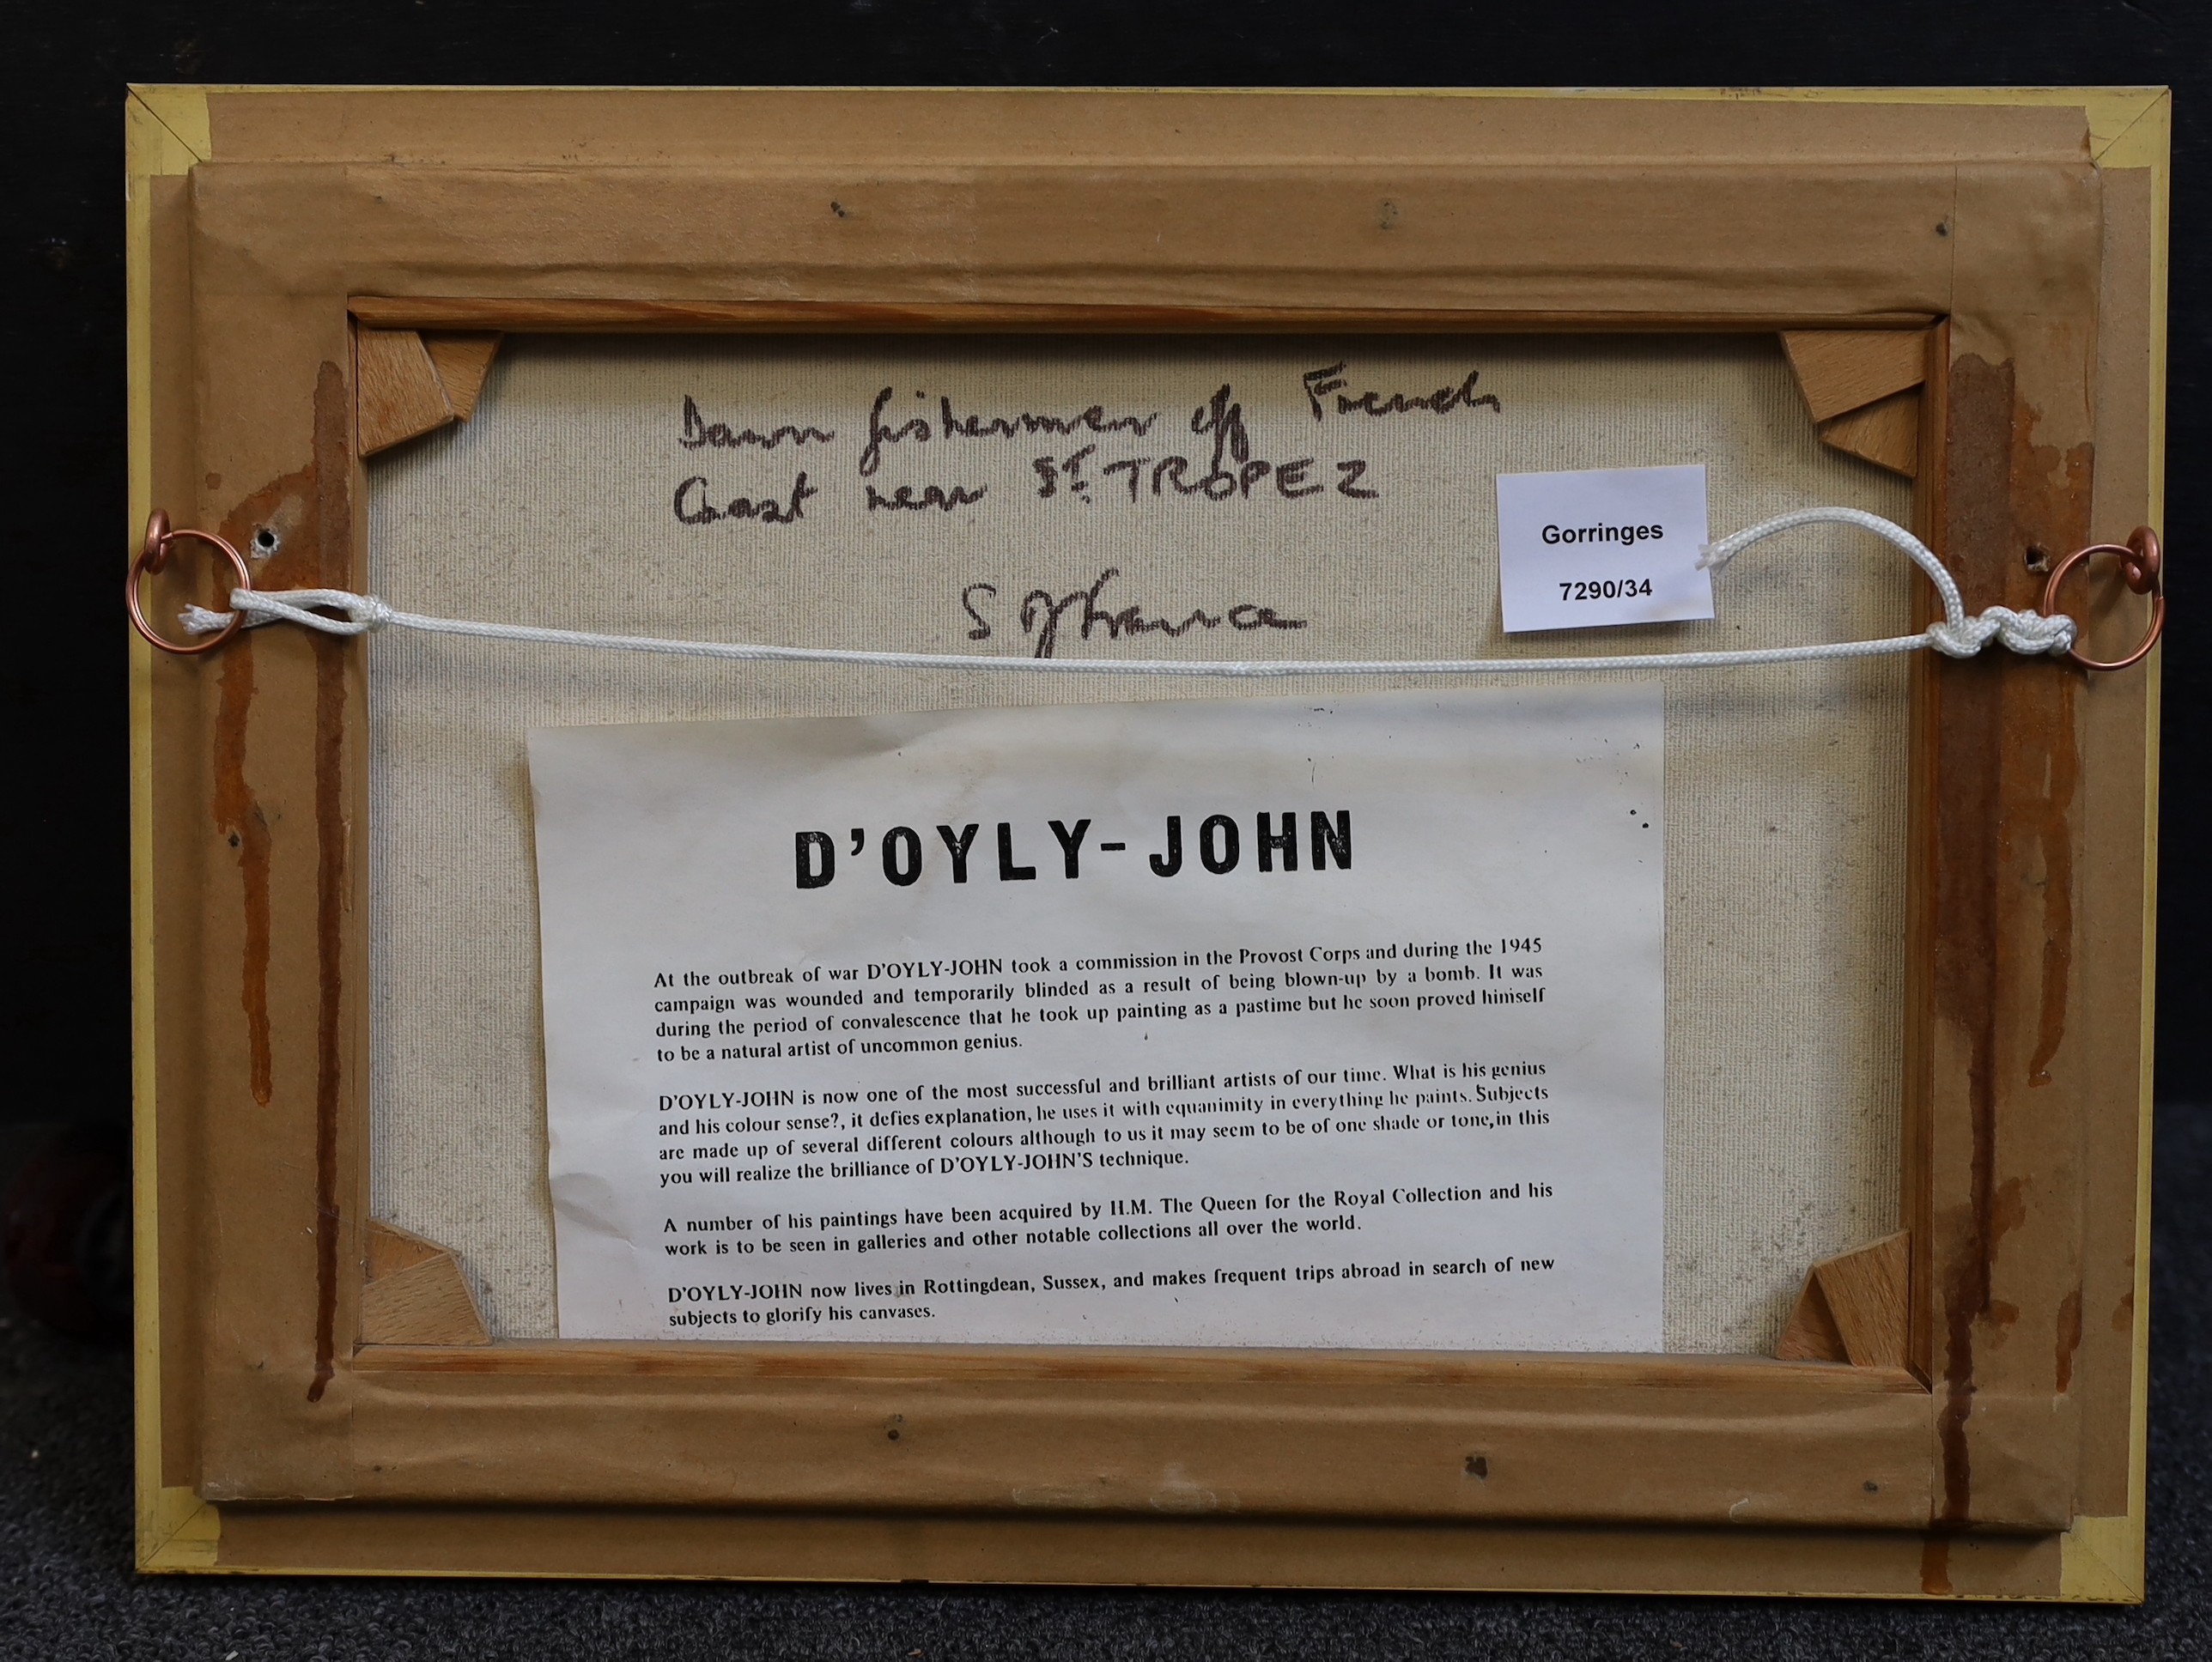 Dawn fishermen off French
Coast near ST. TROPEZ
S of France
Gorringes
7290/34
D'OYLY-JOHN
At the outbreak of war D'OYLY-JOHN took a commission in the Provost Corps and during the 1945
campaign was wounded and temporarily blinded as a result of being blown-up by a bomb. It was
during the period of convalescence that he took up painting as a pastime but he soon proved himself
to be a natural artist of uncommon genius.
D'OYLY-JOHN is now one of the most successful and brilliant artists of our time. What is his genius
and his colour sense?, it defies explanation, he uses it with equanimity in everything he paints. Subjects
are made up of several different colours although to us it may seem to be of one shade or tone,in this
you will realize the brilliance of D'OYLY-JOHN'S technique.
A number of his paintings have been acquired by H.M. The Queen for the Royal Collection and his
work is to be seen in galleries and other notable collections all over the world.
D'OYLY-JOHN now lives in Rottingdean, Sussex, and makes frequent trips abroad in search of new
subjects to glorify his canvases.